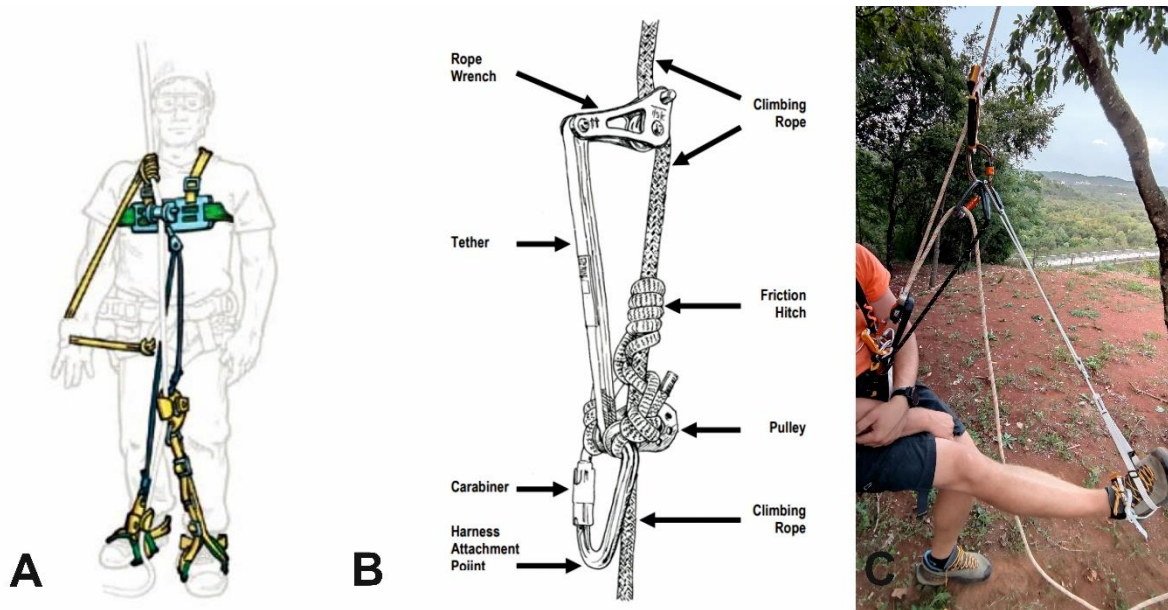 A
B
Rope
Wrench
Climbing
Rope
Tether
Friction
Hitch
Pulley
Carabiner
Climbing
Rope
Harness
Attachment
Poiint
C